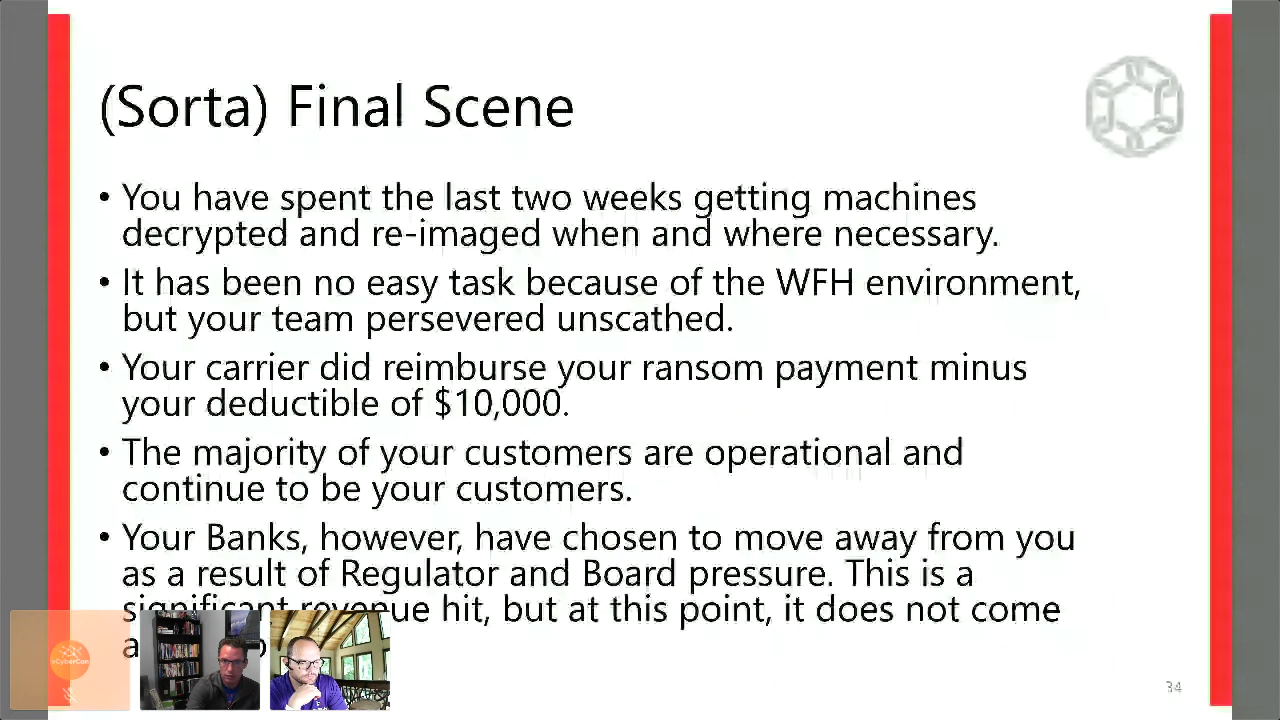 (Sorta) Final Scene
• You have spent the last two weeks getting machines
decrypted and re-imaged when and where necessary.
• It has been no easy task because of the WFH environment,
but your team persevered unscathed.
• Your carrier did reimburse your ransom payment minus
your deductible of $10,000.
• The majority of your customers are operational and
continue to be your customers.
• Your Banks, however, have chosen to move away from you
as a result of Regulator and Board pressure. This is a
significant revenue hit, but at this point, it does not come
34